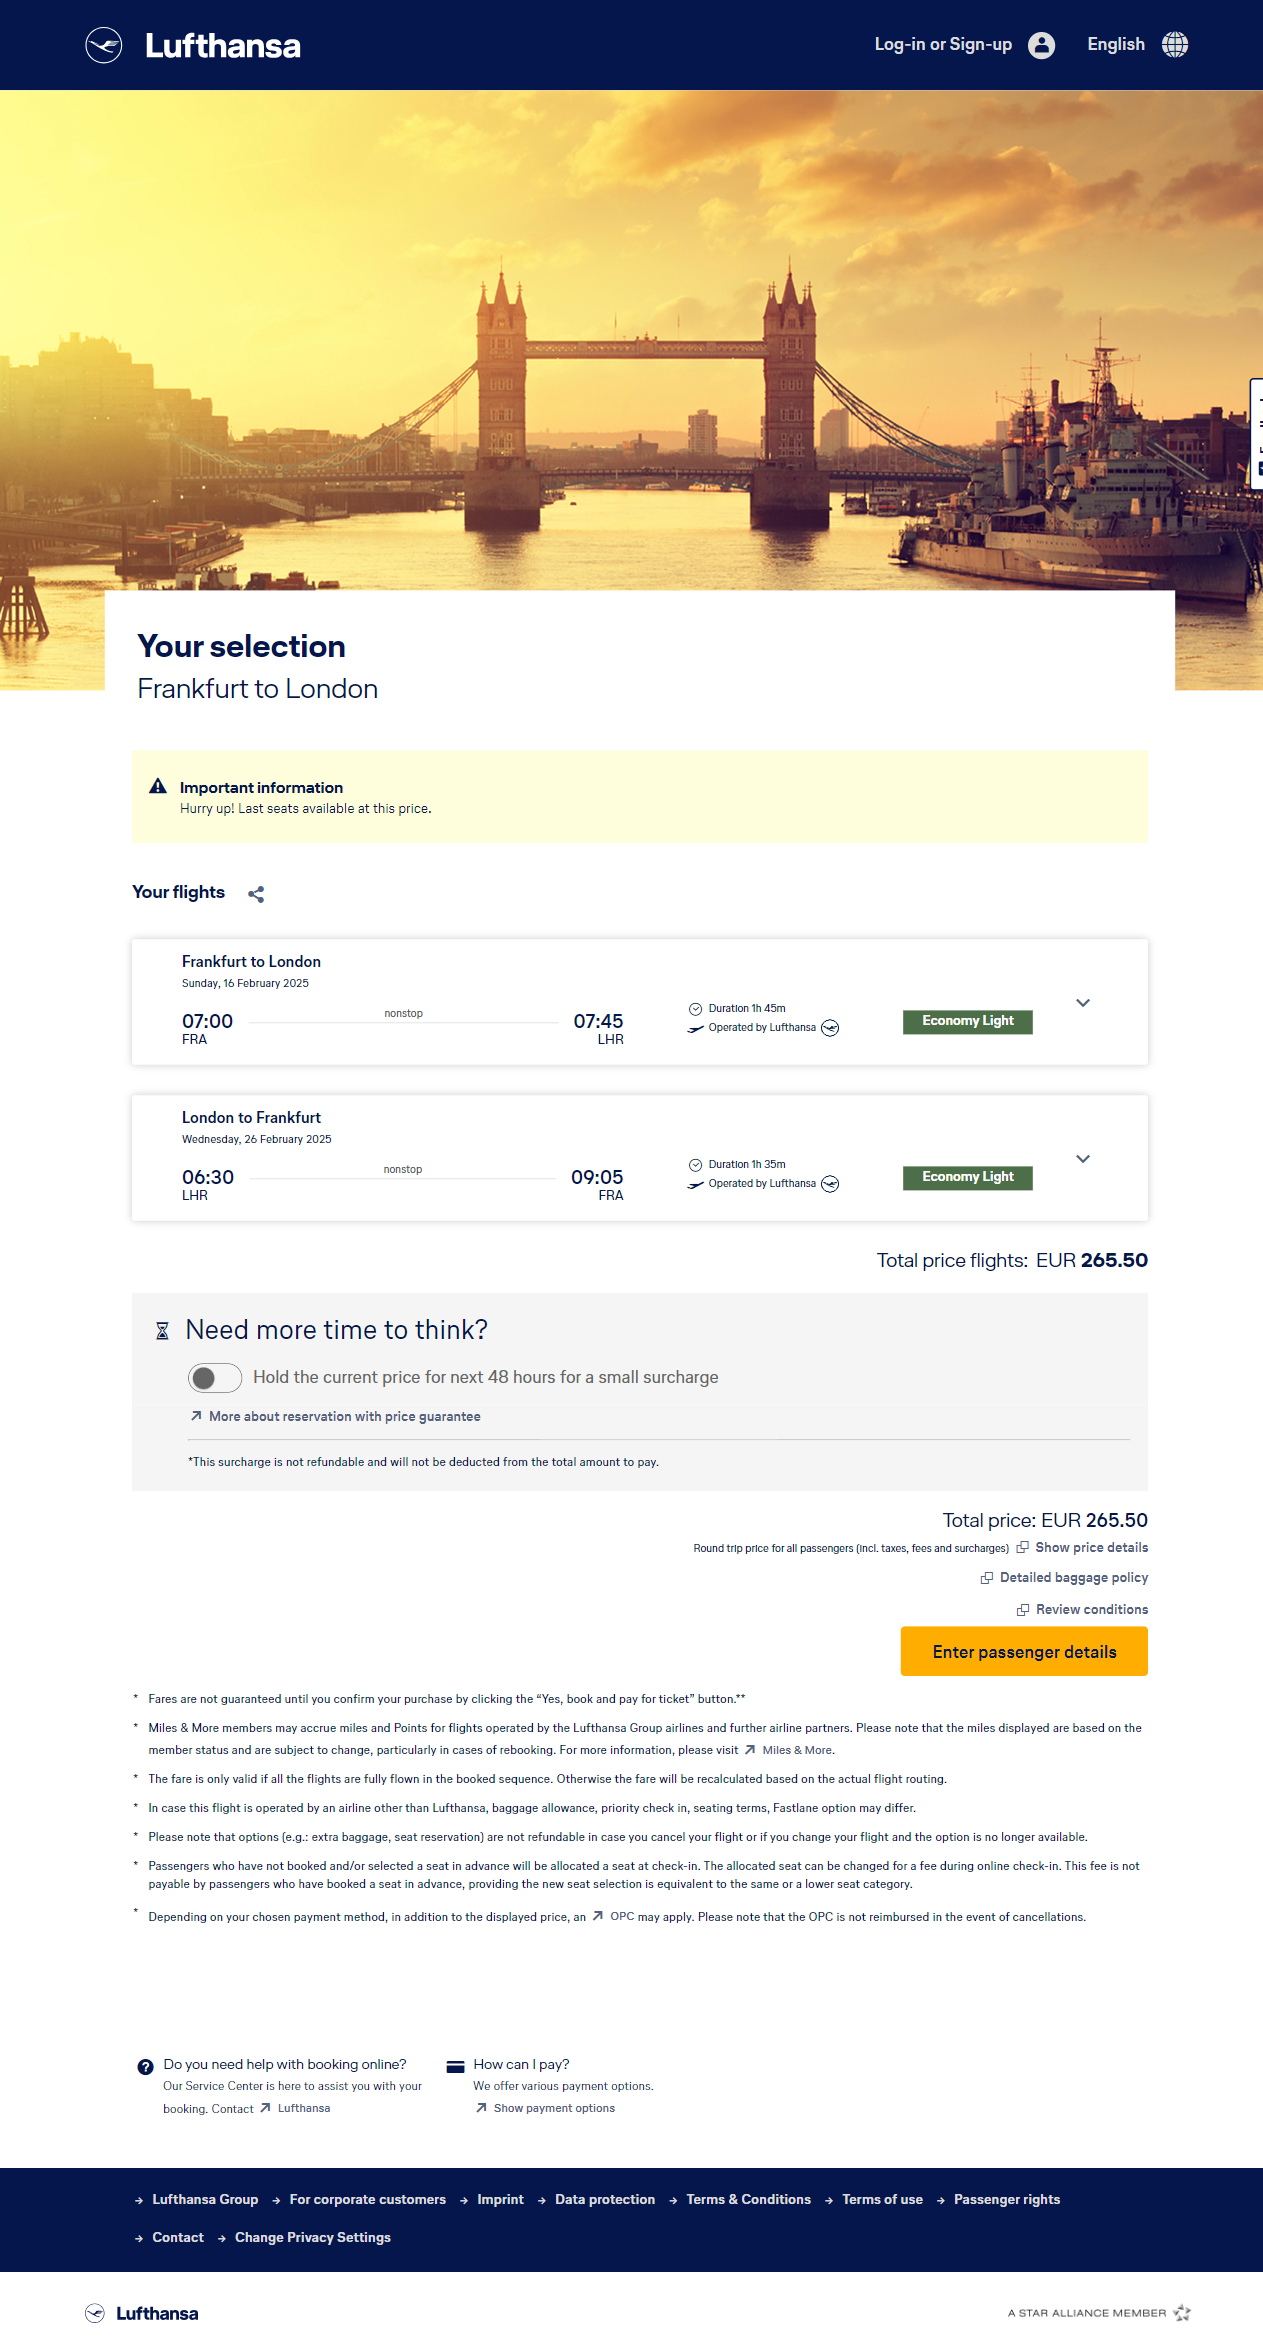 Lufthansa
Log-in or Sign-up
English
Your selection
Frankfurt to London
Important information
Hurry up! Last seats available at this price.
Your flights
Frankfurt to London
Sunday, 16 February 2025
07:00
nonstop
07:45
FRA
LHR
Duration 1h 45m
Operated by Lufthansa
Economy Light
London to Frankfurt
Wednesday, 26 February 2025
06:30
nonstop
09:05
LHR
FRA
Duration 1h 35m
Operated by Lufthansa
Economy Light
Total price flights: EUR 265.50
Need more time to think?
Hold the current price for next 48 hours for a small surcharge
More about reservation with price guarantee
*This surcharge is not refundable and will not be deducted from the total amount to pay.
Total price: EUR 265.50
Round trip price for all passengers (incl. taxes, fees and surcharges) Show price details
Detailed baggage policy
Review conditions
Enter passenger details
* Fares are not guaranteed until you confirm your purchase by clicking the “Yes, book and pay for ticket” button.**
* Miles & More members may accrue miles and Points for flights operated by the Lufthansa Group airlines and further airline partners. Please note that the miles displayed are based on the
member status and are subject to change, particularly in cases of rebooking. For more information, please visit Miles & More.
* The fare is only valid if all the flights are fully flown in the booked sequence. Otherwise the fare will be recalculated based on the actual flight routing.
* In case this flight is operated by an airline other than Lufthansa, baggage allowance, priority check in, seating terms, Fastlane option may differ.
* Please note that options (e.g.: extra baggage, seat reservation) are not refundable in case you cancel your flight or if you change your flight and the option is no longer available.
* Passengers who have not booked and/or selected a seat in advance will be allocated a seat at check-in. The allocated seat can be changed for a fee during online check-in. This fee is not
payable by passengers who have booked a seat in advance, providing the new seat selection is equivalent to the same or a lower seat category.
* Depending on your chosen payment method, in addition to the displayed price, an OPC may apply. Please note that the OPC is not reimbursed in the event of cancellations.
Do you need help with booking online?
Our Service Center is here to assist you with your
booking. Contact Lufthansa
How can I pay?
We offer various payment options.
Show payment options
Lufthansa Group
For corporate customers
Imprint
Data protection
Terms & Conditions
Terms of use
Passenger rights
Contact
Change Privacy Settings
Lufthansa
A STAR ALLIANCE MEMBER